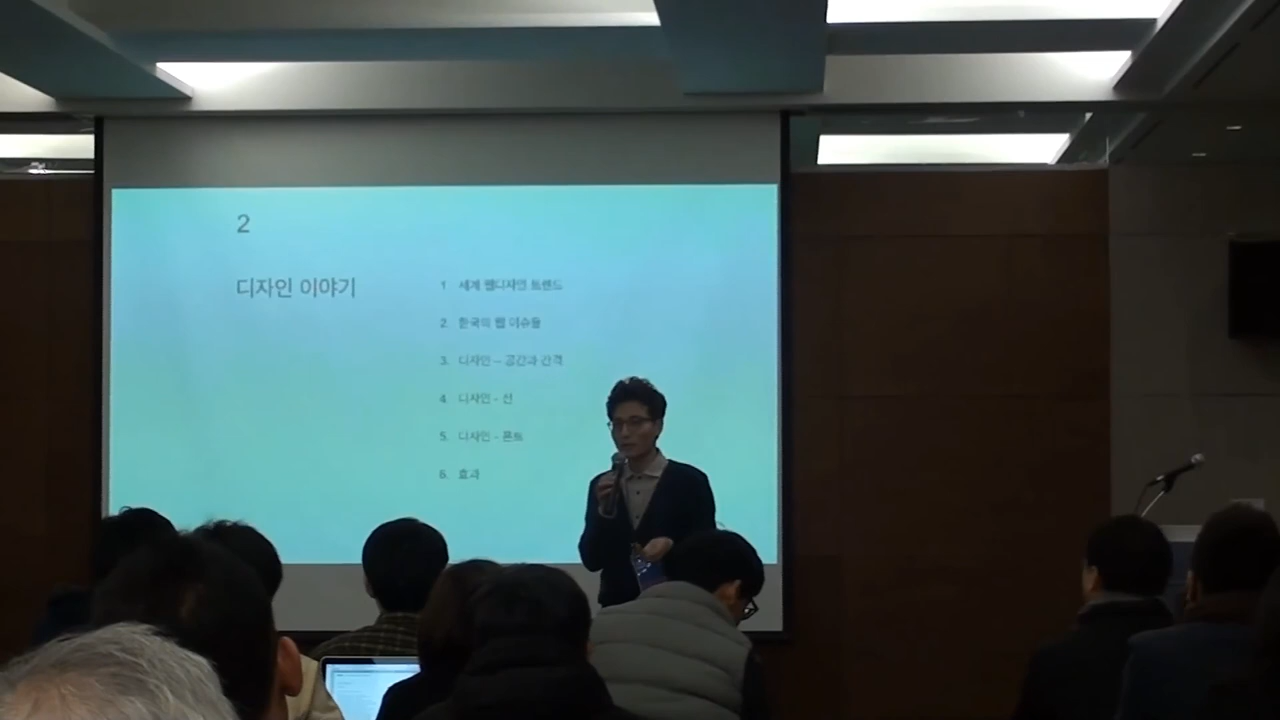 2
디자인 이야기
1 세계 웹디자인 트렌드
2. 한국의 웹 이슈들
3. 디자인 – 공간과 간격
4. 디자인 - 선
5. 디자인 - 폰트
6. 효과